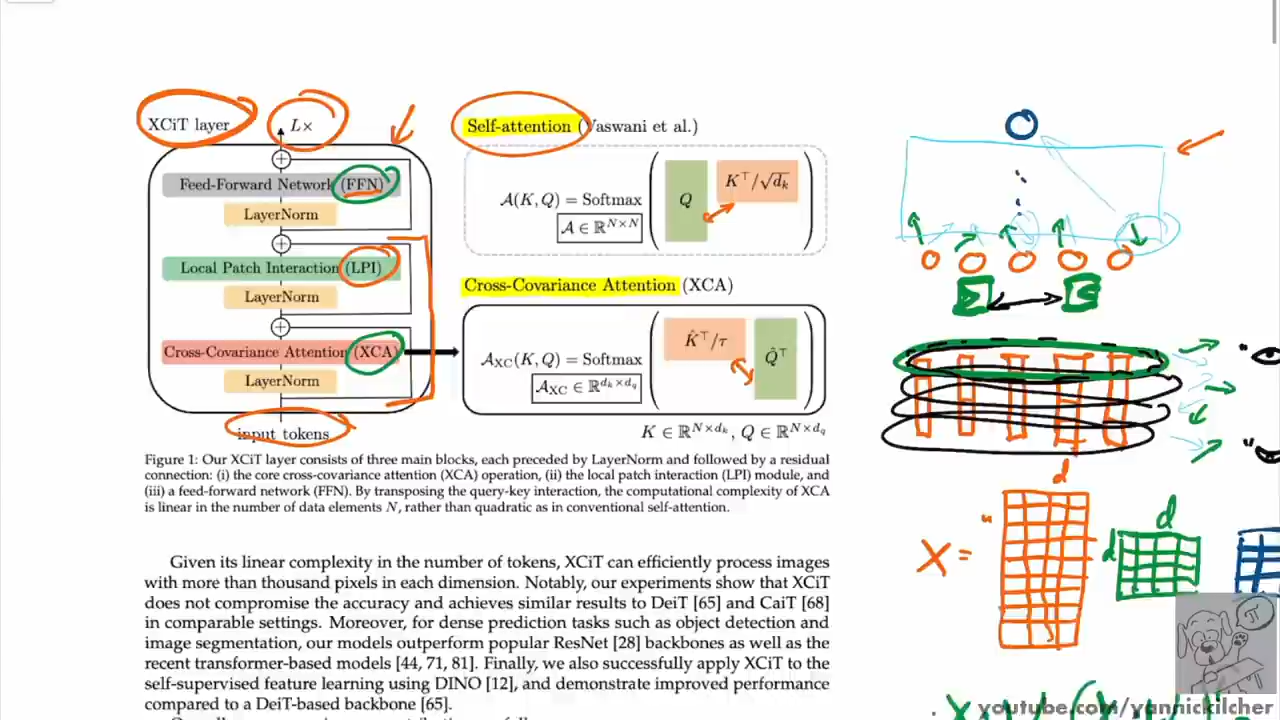 XCiT layer
L×
Feed-Forward Network (FFN)
LayerNorm
Local Patch Interaction (LPI)
LayerNorm
Cross-Covariance Attention (XCA)
LayerNorm
input tokens
Self-attention (Vaswani et al.)
A(K, Q) = Softmax
A ∈ ℝ^{N×N}
Q
K^⊤/√d_k
Cross-Covariance Attention (XCA)
A_XC(K, Q) = Softmax
A_XC ∈ ℝ^{d_k×d_q}
K̂^⊤/τ
Q̂^⊤
K ∈ ℝ^{N×d_k}, Q ∈ ℝ^{N×d_q}
Figure 1: Our XCiT layer consists of three main blocks, each preceded by LayerNorm and followed by a residual
connection: (i) the core cross-covariance attention (XCA) operation, (ii) the local patch interaction (LPI) module, and
(iii) a feed-forward network (FFN). By transposing the query-key interaction, the computational complexity of XCA
is linear in the number of data elements N, rather than quadratic as in conventional self-attention.
Given its linear complexity in the number of tokens, XCiT can efficiently process images
with more than thousand pixels in each dimension. Notably, our experiments show that XCiT
does not compromise the accuracy and achieves similar results to DeiT [65] and CaiT [68]
in comparable settings. Moreover, for dense prediction tasks such as object detection and
image segmentation, our models outperform popular ResNet [28] backbones as well as the
recent transformer-based models [44, 71, 81]. Finally, we also successfully apply XCiT to the
self-supervised feature learning using DINO [12], and demonstrate improved performance
compared to a DeiT-based backbone [65].
d
X =
d
d
π
youtube.com/yannickilcher